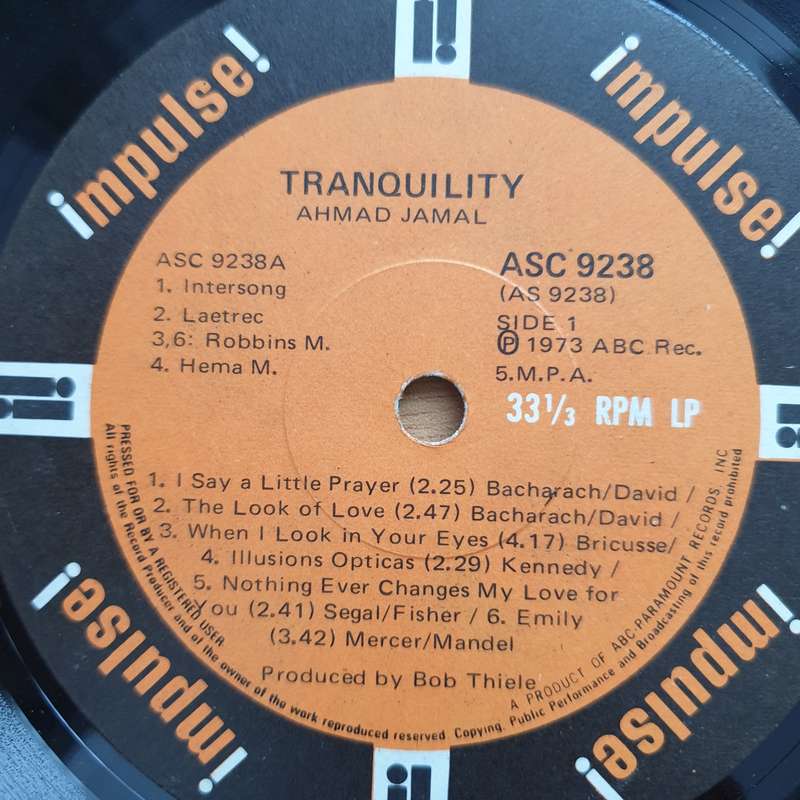 impulse!
impulse!
TRANQUILITY
AHMAD JAMAL
ASC 9238A
1. Intersong
2. Laetrec
3,6: Robbins M.
4. Hema M.
ASC 9238
(AS 9238)
SIDE 1
℗ 1973 ABC Rec.
5.M.P.A.
33⅓ RPM LP
1. I Say a Little Prayer (2.25) Bacharach/David /
2. The Look of Love (2.47) Bacharach/David /
3. When I Look in Your Eyes (4.17) Bricusse/
4. Illusions Opticas (2.29) Kennedy /
5. Nothing Ever Changes My Love for
You (2.41) Segal/Fisher / 6. Emily
(3.42) Mercer/Mandel
Produced by Bob Thiele
PRESSED FOR OR BY A REGISTERED USER
All rights of the Record Producer and of the owner of the work reproduced reserved. Copying, Public Performance and Broadcasting of this record prohibited
A PRODUCT OF ABC-PARAMOUNT RECORDS, INC
impulse!
impulse!